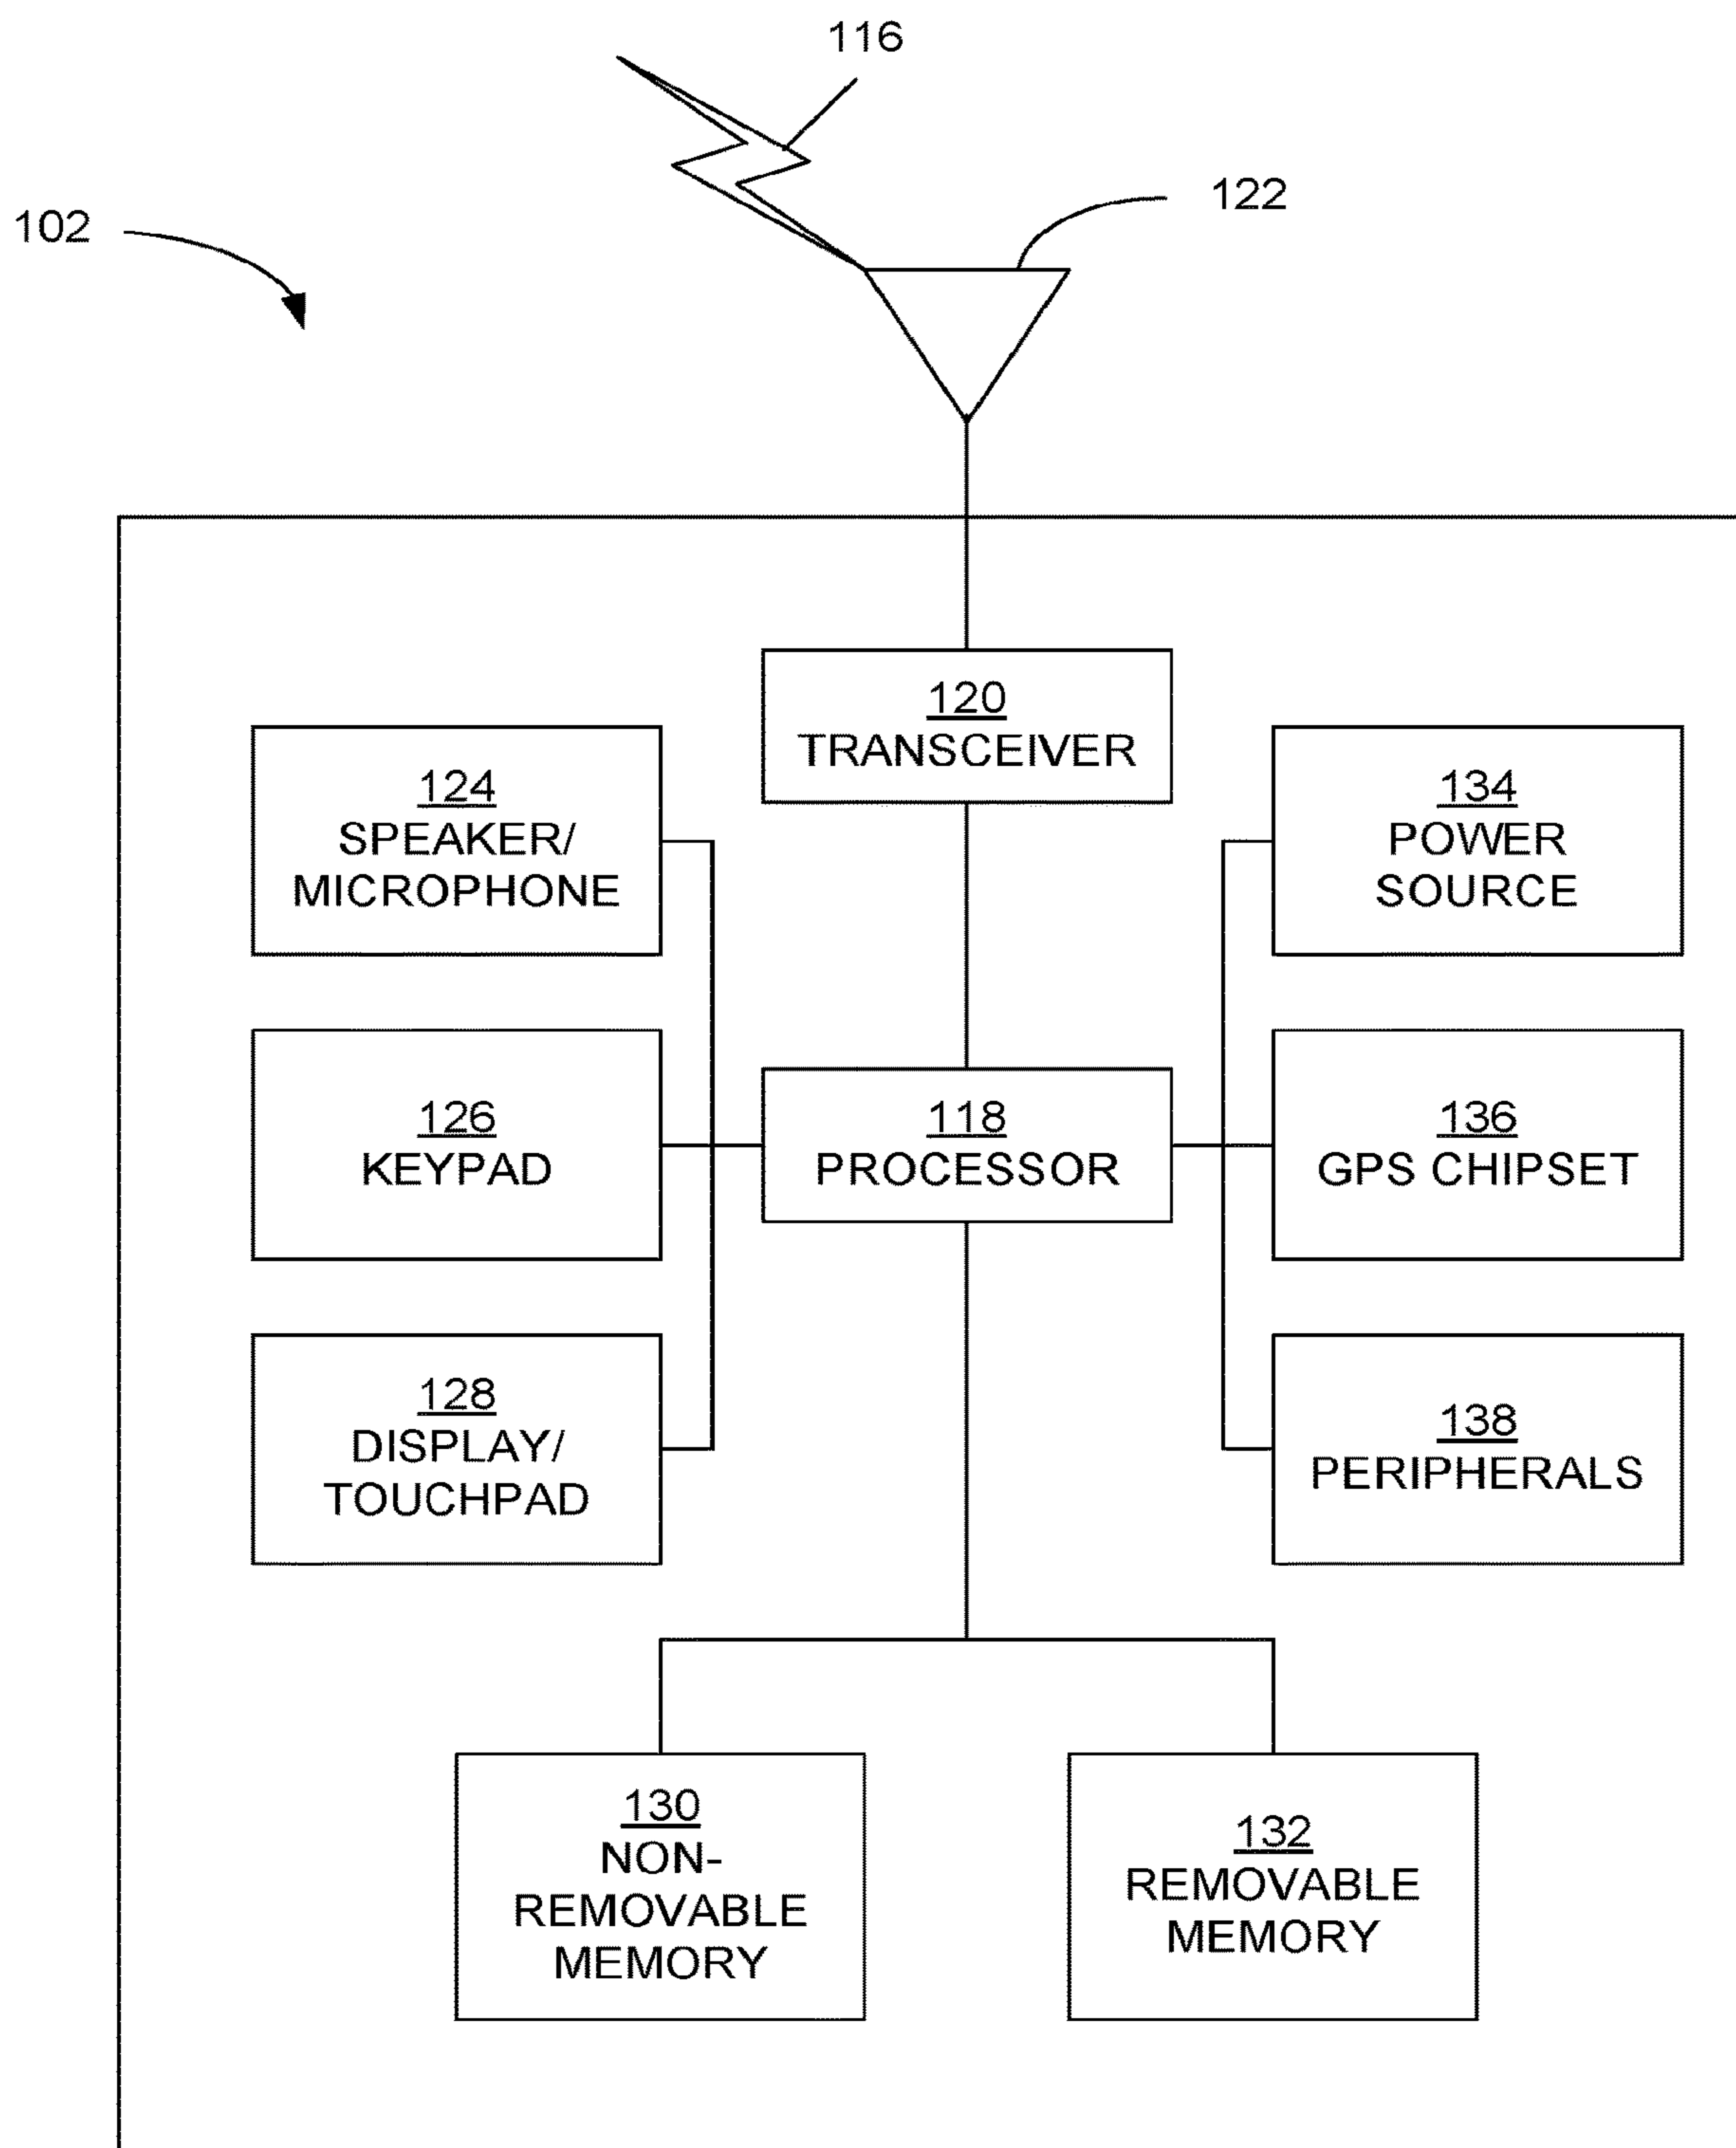 116
122
102
120
TRANSCEIVER
124
SPEAKER/
MICROPHONE
134
POWER
SOURCE
126
KEYPAD
118
PROCESSOR
136
GPS CHIPSET
128
DISPLAY/
TOUCHPAD
138
PERIPHERALS
130
NON-
REMOVABLE
MEMORY
132
REMOVABLE
MEMORY